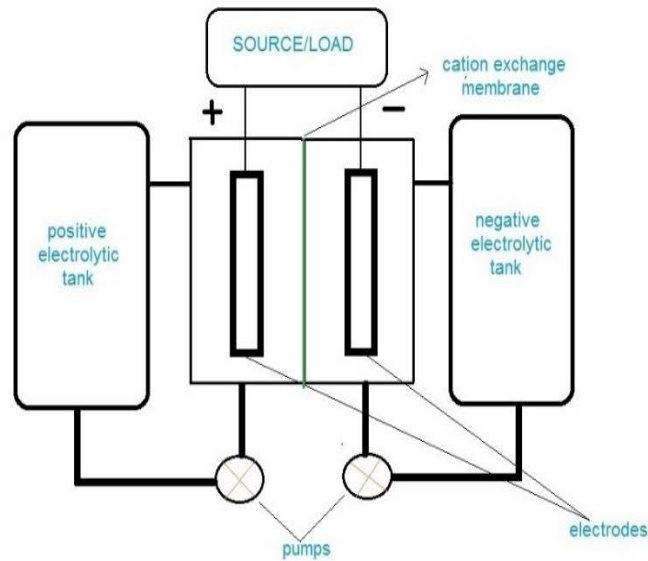 SOURCE/LOAD
cation exchange
membrane
+
−
positive
electrolytic
tank
negative
electrolytic
tank
electrodes
pumps